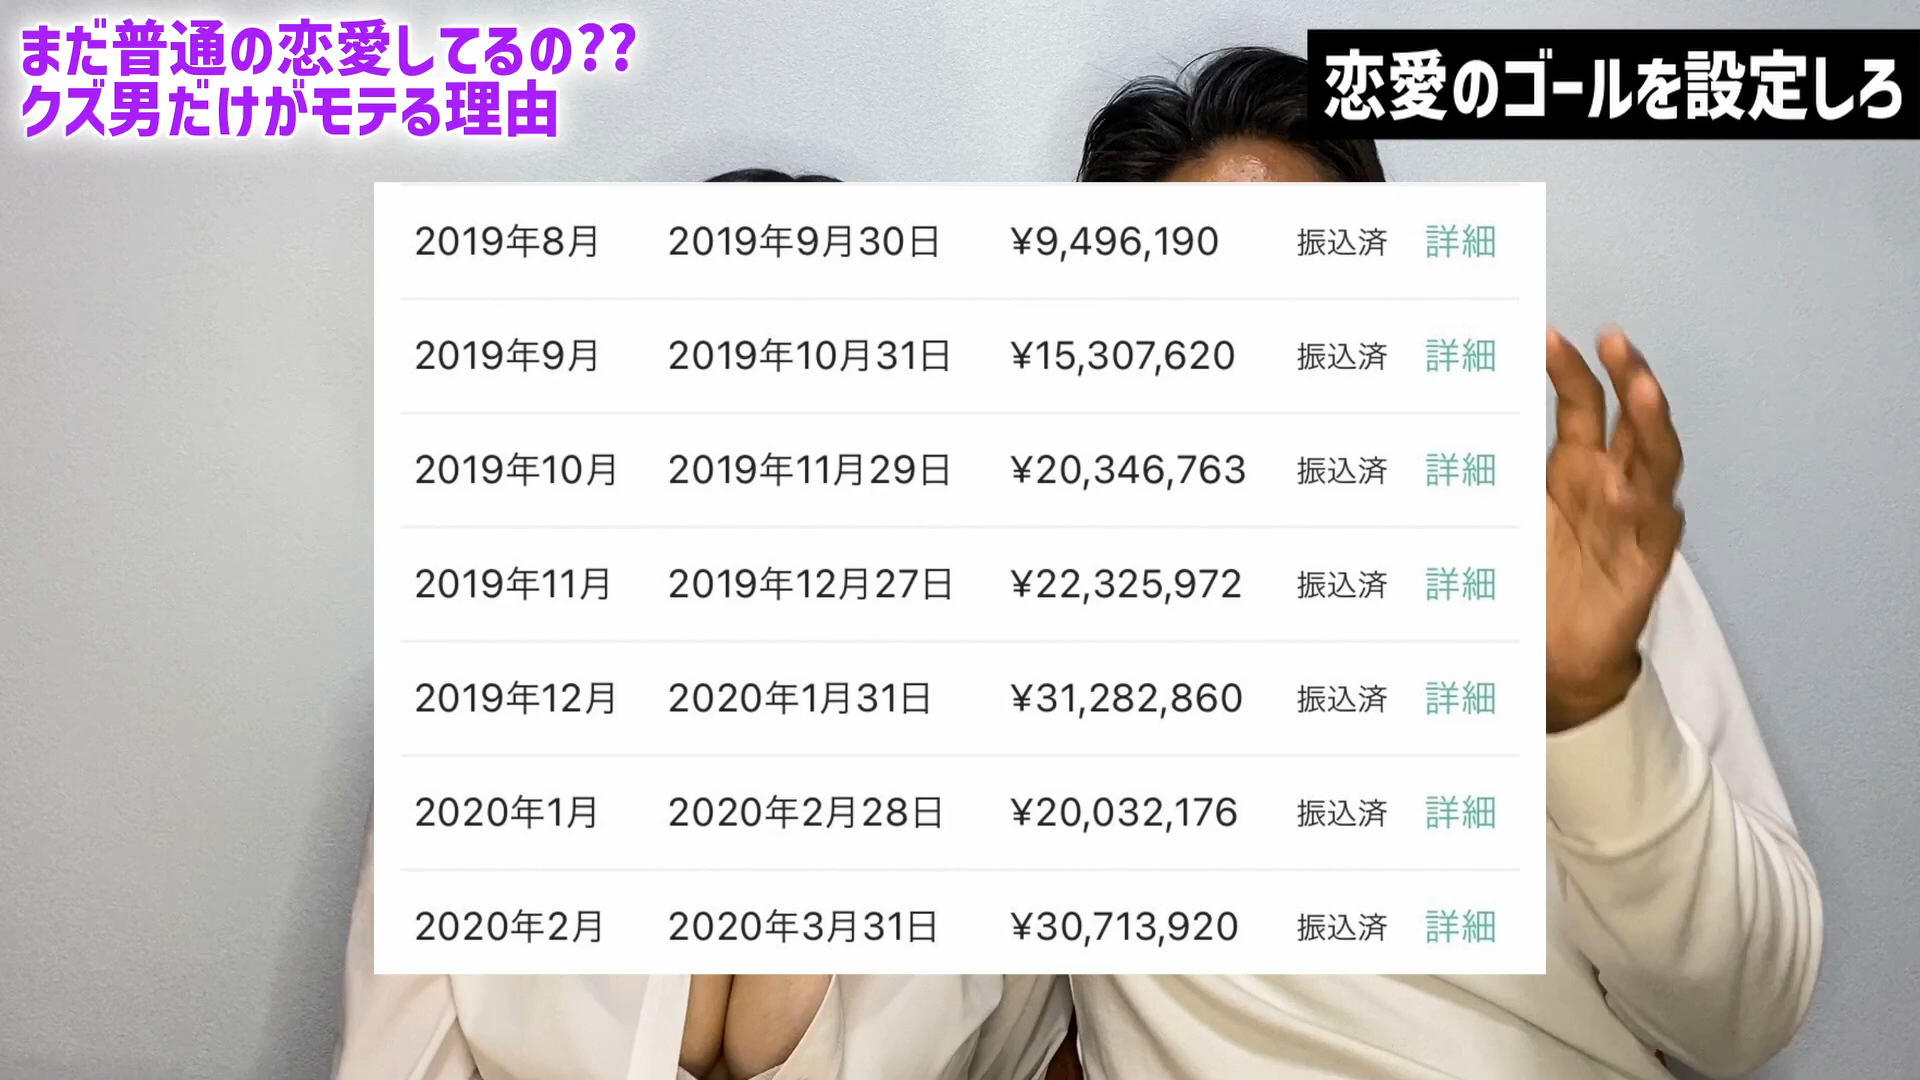 まだ普通の恋愛してるの??
クズ男だけがモテる理由
恋愛のゴールを設定しろ
2019年8月 2019年9月30日 ¥9,496,190 振込済 詳細
2019年9月 2019年10月31日 ¥15,307,620 振込済 詳細
2019年10月 2019年11月29日 ¥20,346,763 振込済 詳細
2019年11月 2019年12月27日 ¥22,325,972 振込済 詳細
2019年12月 2020年1月31日 ¥31,282,860 振込済 詳細
2020年1月 2020年2月28日 ¥20,032,176 振込済 詳細
2020年2月 2020年3月31日 ¥30,713,920 振込済 詳細